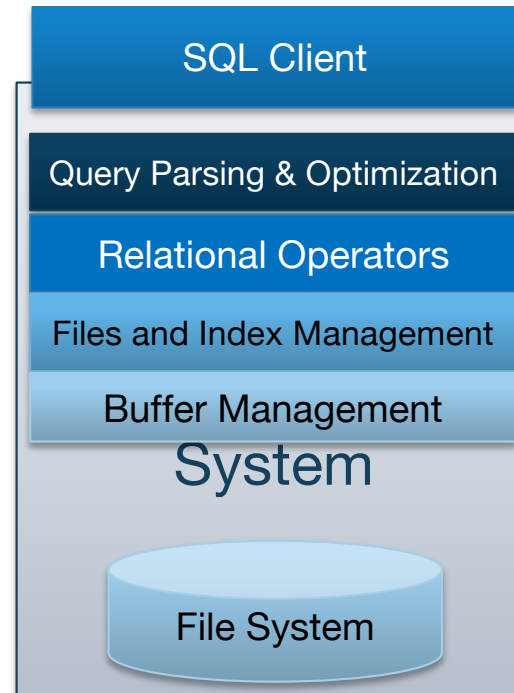 SQL Client
Query Parsing & Optimization
Relational Operators
Files and Index Management
Buffer Management
System
File System